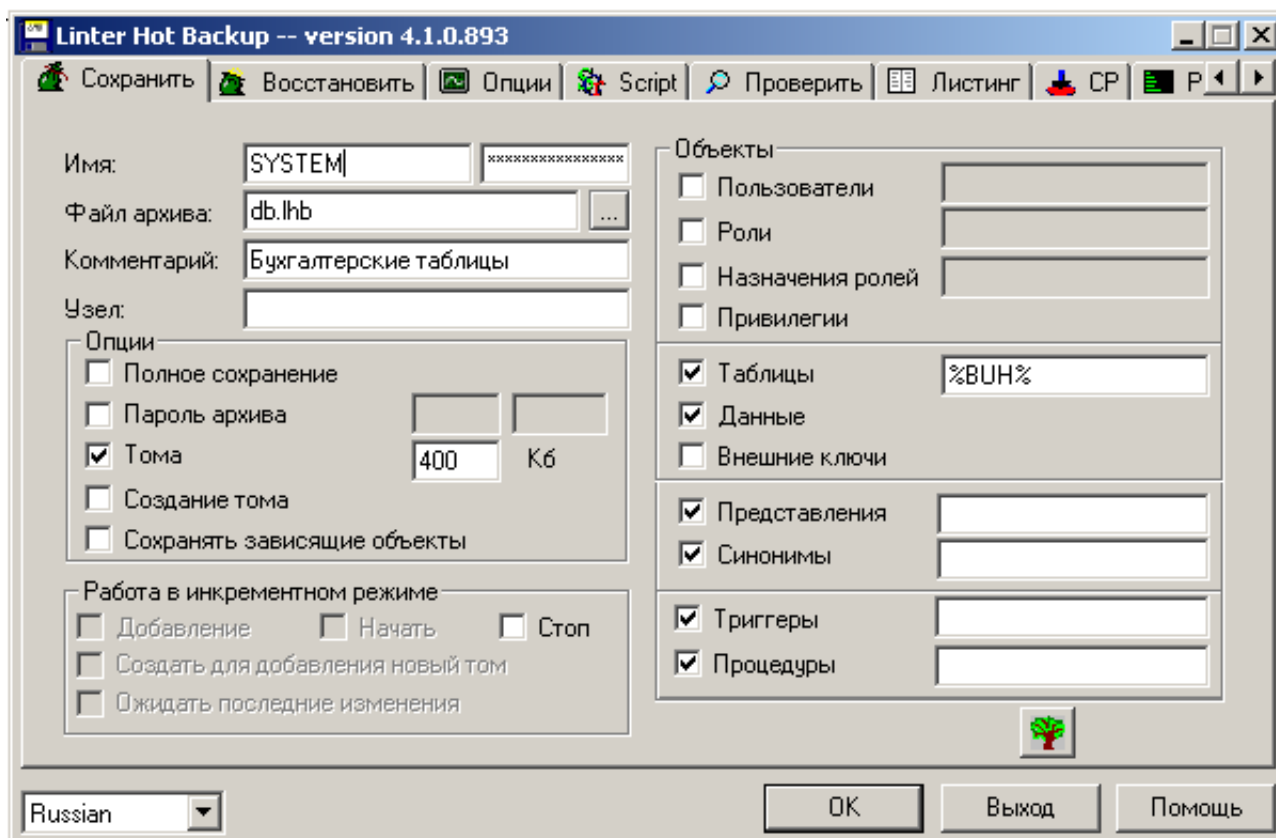 Linter Hot Backup -- version 4.1.0.893
Сохранить Восстановить Опции Script Проверить Листинг CP P
Имя: SYSTEM ****************
Файл архива: db.lhb ...
Комментарий: Бухгалтерские таблицы
Узел:
Опции
Полное сохранение
Пароль архива
Тома 400 Кб
Создание тома
Сохранять зависящие объекты
Работа в инкрементном режиме
Добавление Начать Стоп
Создать для добавления новый том
Ожидать последние изменения
Объекты
Пользователи
Роли
Назначения ролей
Привилегии
Таблицы %BUH%
Данные
Внешние ключи
Представления
Синонимы
Триггеры
Процедуры
Russian OK Выход Помощь